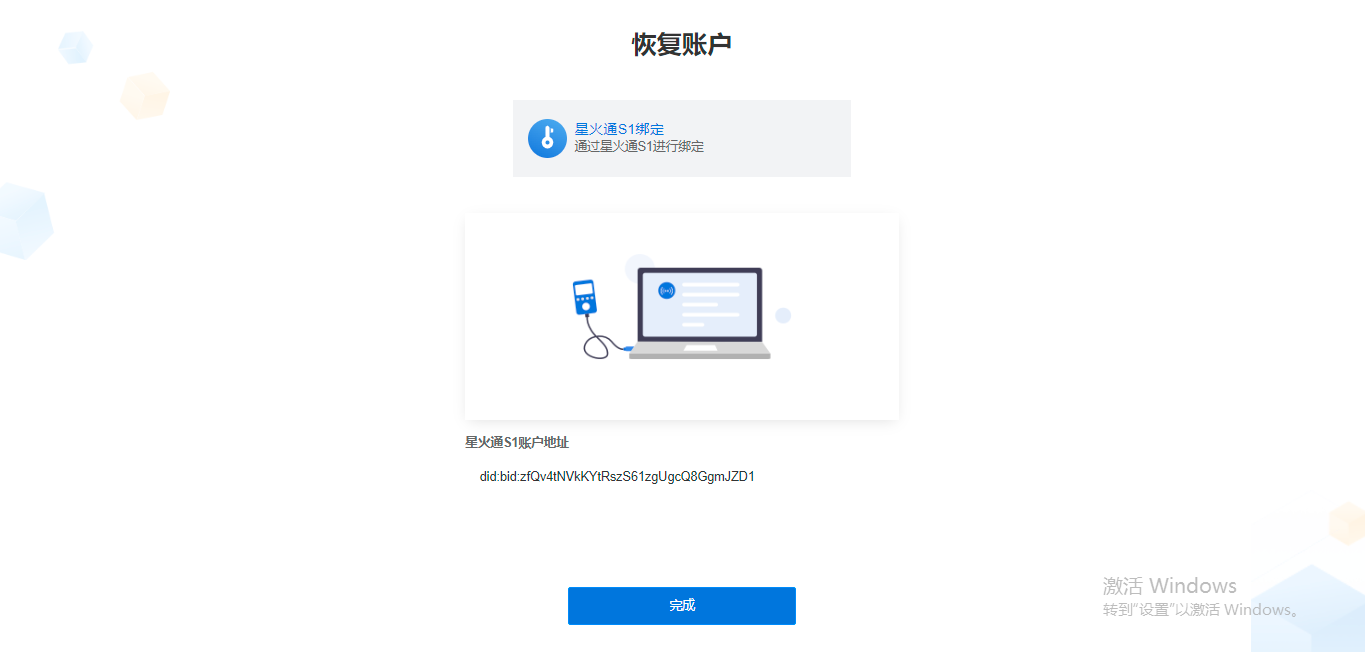 恢复账户
星火通S1绑定
通过星火通S1进行绑定
星火通S1账户地址
did:bid:zfQv4tNVkKYtRszS61zgUgcQ8GgmJZD1
完成
激活 Windows
转到“设置”以激活 Windows。